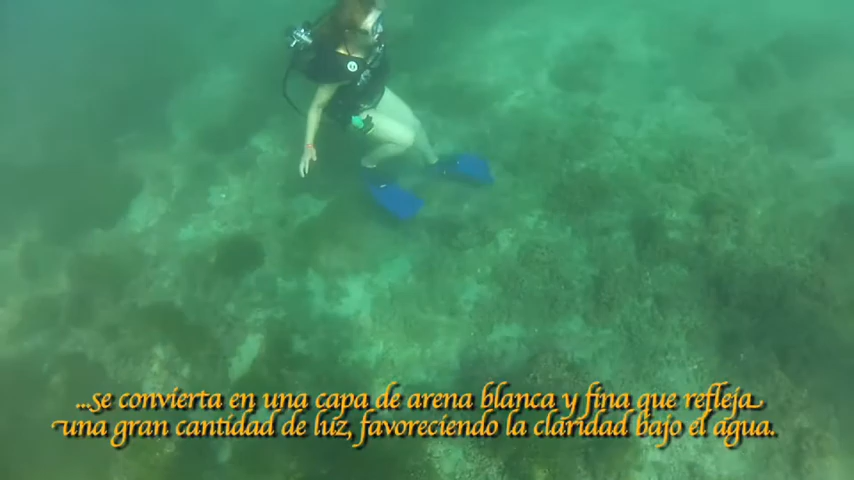 ...se convierta en una capa de arena blanca y fina que refleja
una gran cantidad de luz, favoreciendo la claridad bajo el agua.